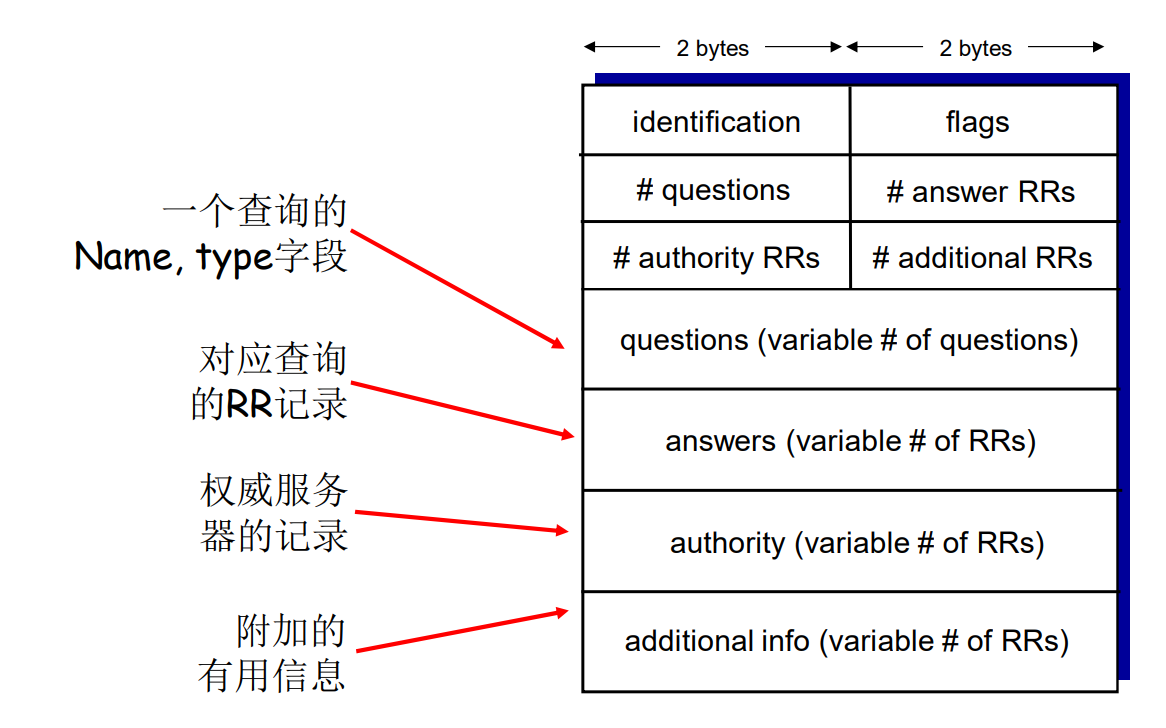 2 bytes
2 bytes
identification
flags
# questions
# answer RRs
# authority RRs
# additional RRs
一个查询的
Name, type字段
questions (variable # of questions)
对应查询
的RR记录
answers (variable # of RRs)
权威服务
器的记录
authority (variable # of RRs)
附加的
有用信息
additional info (variable # of RRs)